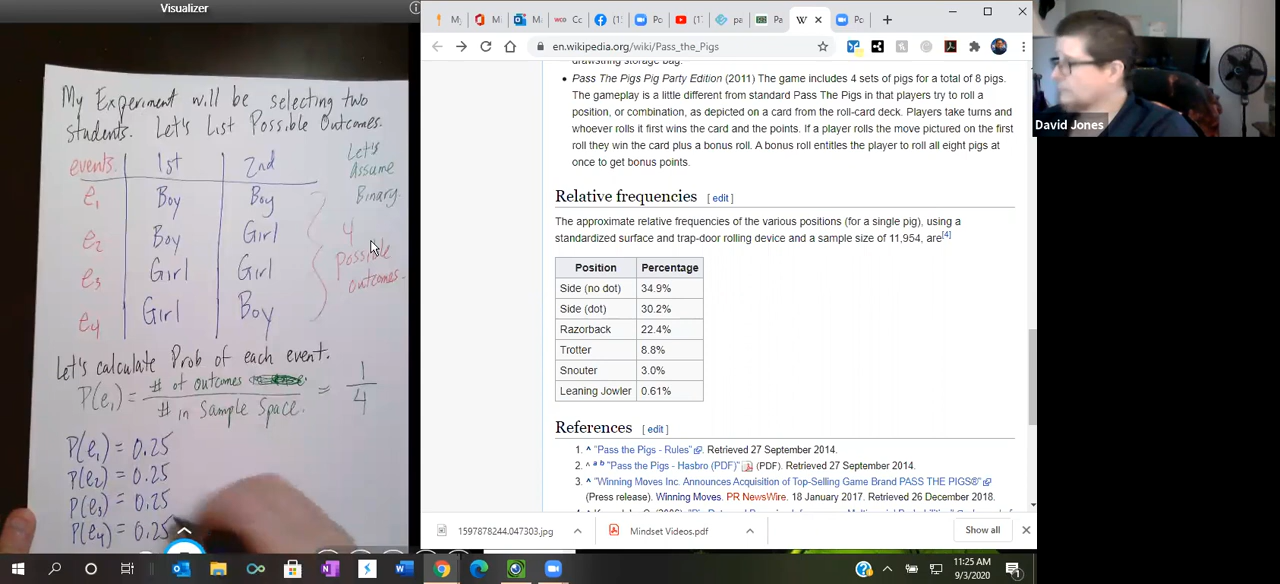 Visualizer
My Experiment will be selecting two
students. Let's List Possible Outcomes.
events. 1st 2nd
e1 Boy Boy
e2 Boy Girl
e3 Girl Girl
e4 Girl Boy
Let's
Assume
Binary.
4
possible
outcomes.
Let's calculate Prob of each event.
P(e1) = # of outcomes / # in Sample Space. = 1/4
P(e1) = 0.25
P(e2) = 0.25
P(e3) = 0.25
P(e4) = 0.25
en.wikipedia.org/wiki/Pass_the_Pigs
drawstring storage bag.
• Pass The Pigs Pig Party Edition (2011) The game includes 4 sets of pigs for a total of 8 pigs.
The gameplay is a little different from standard Pass The Pigs in that players try to roll a
position, or combination, as depicted on a card from the roll-card deck. Players take turns and
whoever rolls it first wins the card and the points. If a player rolls the move pictured on the first
roll they win the card plus a bonus roll. A bonus roll entitles the player to roll all eight pigs at
once to get bonus points.
Relative frequencies [ edit ]
The approximate relative frequencies of the various positions (for a single pig), using a
standardized surface and trap-door rolling device and a sample size of 11,954, are[4]
Position Percentage
Side (no dot) 34.9%
Side (dot) 30.2%
Razorback 22.4%
Trotter 8.8%
Snouter 3.0%
Leaning Jowler 0.61%
References [ edit ]
1. ^ "Pass the Pigs - Rules". Retrieved 27 September 2014.
2. ^ a b "Pass the Pigs - Hasbro (PDF)" (PDF). Retrieved 27 September 2014.
3. ^ "Winning Moves Inc. Announces Acquisition of Top-Selling Game Brand PASS THE PIGS®"
(Press release). Winning Moves. PR NewsWire. 18 January 2017. Retrieved 26 December 2018.
1597878244.047303.jpg
Mindset Videos.pdf
Show all
David Jones
11:25 AM
9/3/2020